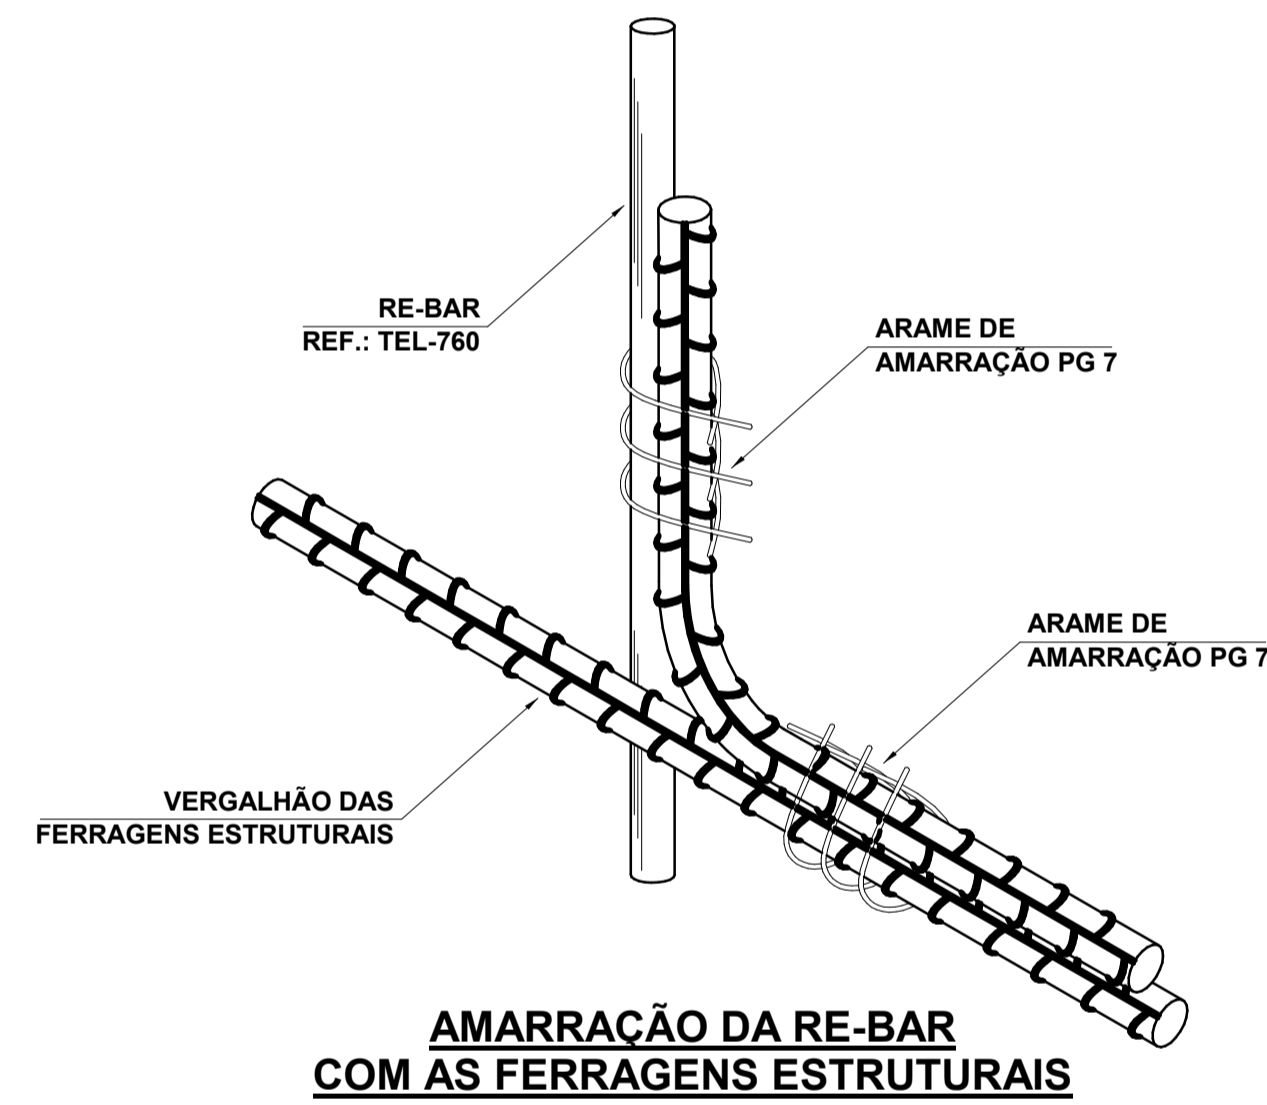 RE-BAR
REF.: TEL-760
ARAME DE
AMARRAÇÃO PG 7
ARAME DE
AMARRAÇÃO PG 7
VERGALHÃO DAS
FERRAGENS ESTRUTURAIS
AMARRAÇÃO DA RE-BAR
COM AS FERRAGENS ESTRUTURAIS